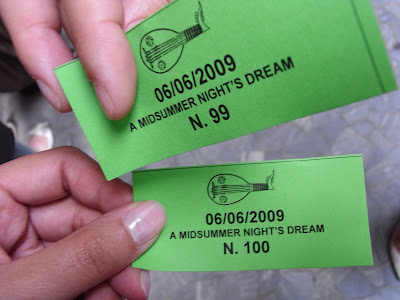 06/06/2009
A MIDSUMMER NIGHT'S DREAM
N. 99
06/06/2009
A MIDSUMMER NIGHT'S DREAM
N. 100